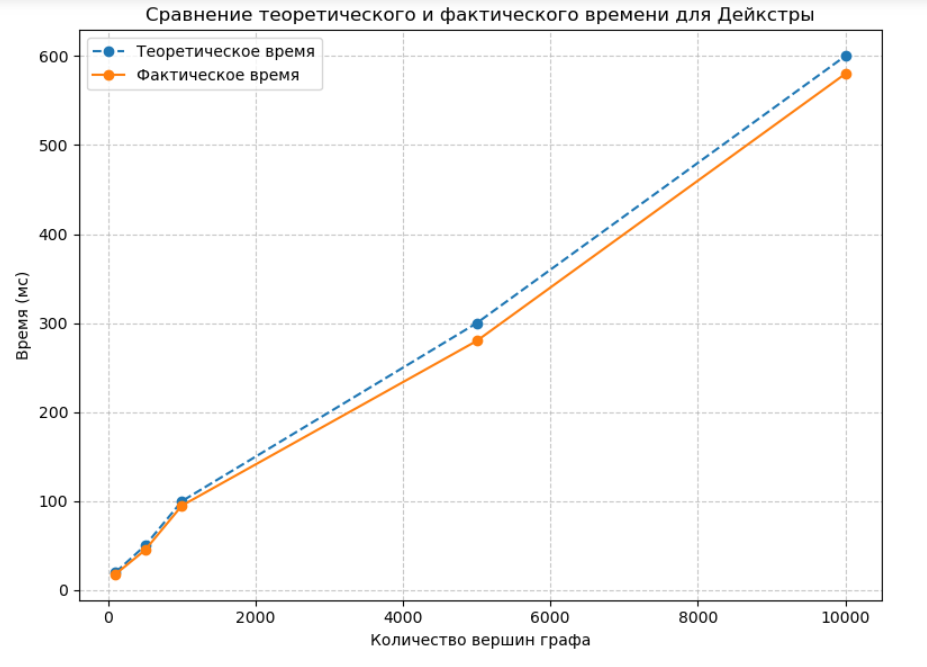 Сравнение теоретического и фактического времени для Дейкстры
Теоретическое время
Фактическое время
600
500
400
300
200
100
0
Время (мс)
0 2000 4000 6000 8000 10000
Количество вершин графа